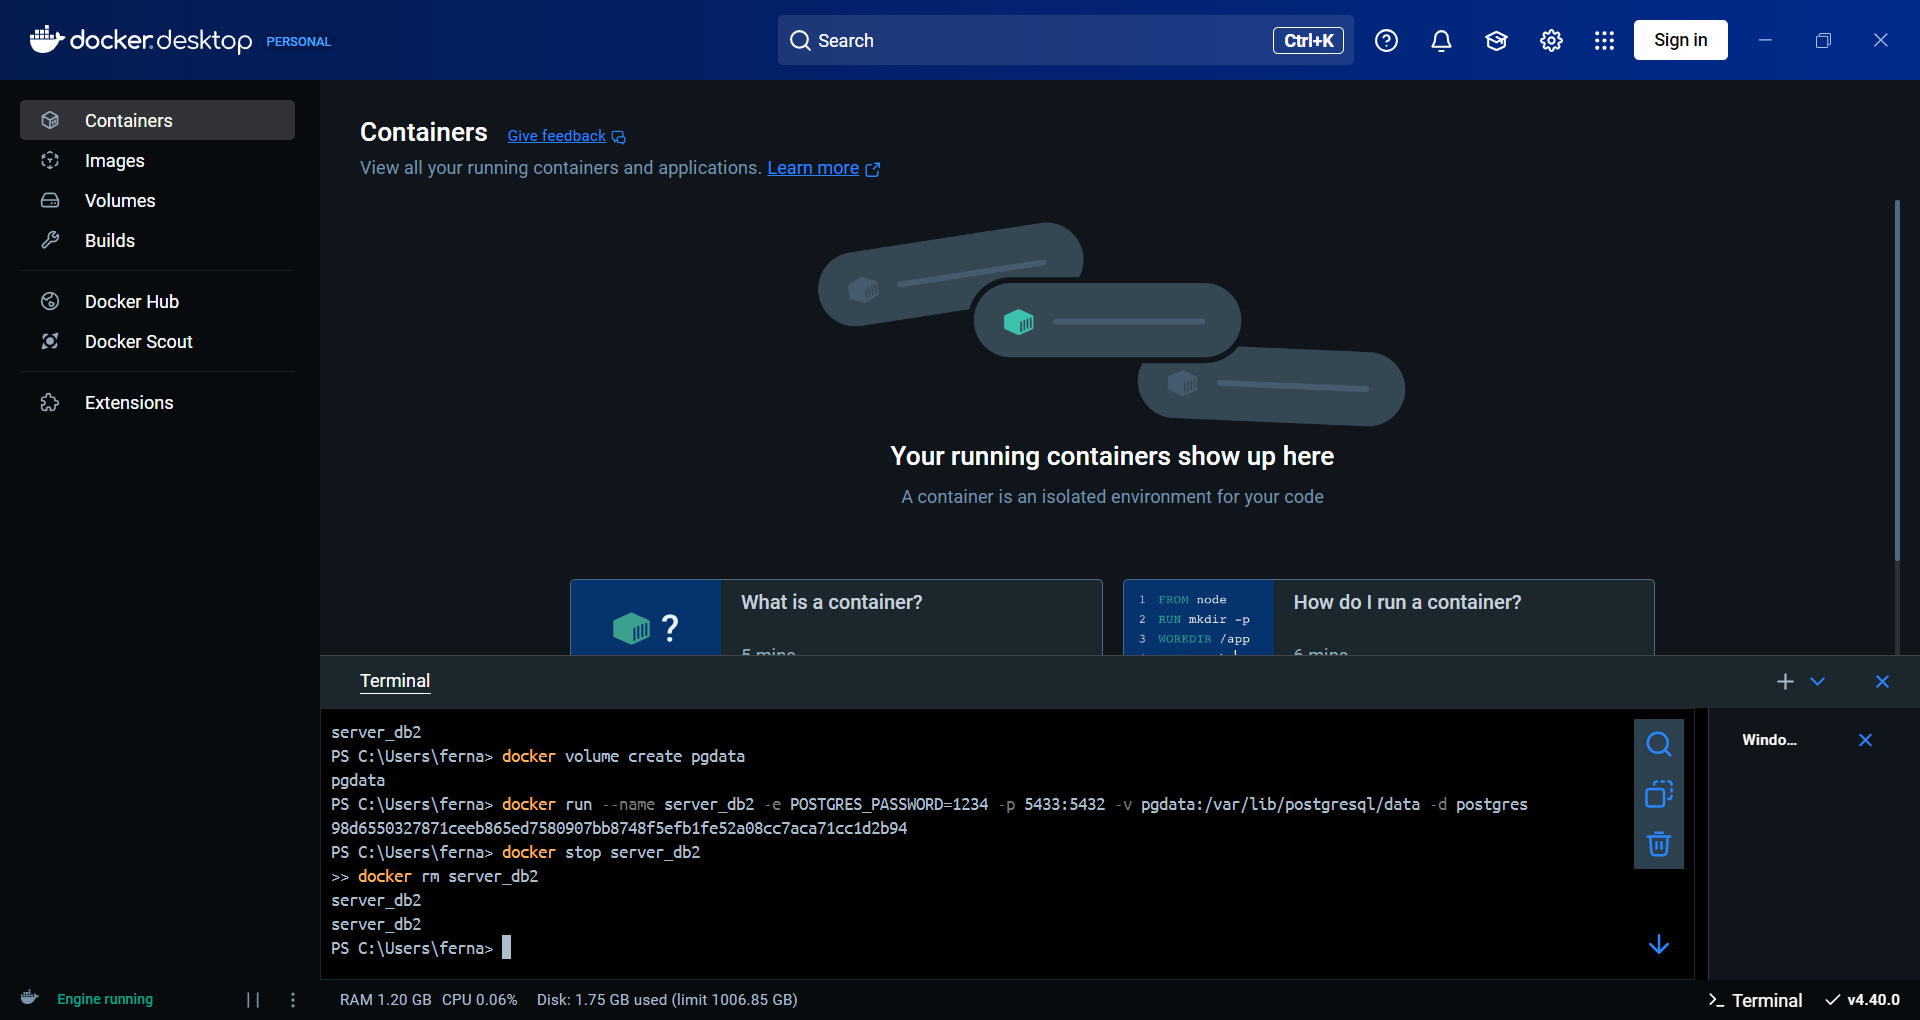 docker.desktop PERSONAL
Search
Ctrl+K
Sign in
Containers
Images
Volumes
Builds
Docker Hub
Docker Scout
Extensions
Containers Give feedback
View all your running containers and applications. Learn more
Your running containers show up here
A container is an isolated environment for your code
?
What is a container?
5 mins
1 FROM node
2 RUN mkdir -p
3 WORKDIR /app
How do I run a container?
6 mins
Terminal
server_db2
PS C:\Users\ferna> docker volume create pgdata
pgdata
PS C:\Users\ferna> docker run --name server_db2 -e POSTGRES_PASSWORD=1234 -p 5433:5432 -v pgdata:/var/lib/postgresql/data -d postgres
98d6550327871ceeb865ed7580907bb8748f5efb1fe52a08cc7aca71cc1d2b94
PS C:\Users\ferna> docker stop server_db2
>> docker rm server_db2
server_db2
server_db2
PS C:\Users\ferna>
Windo...
Engine running
RAM 1.20 GB CPU 0.06% Disk: 1.75 GB used (limit 1006.85 GB)
Terminal
v4.40.0